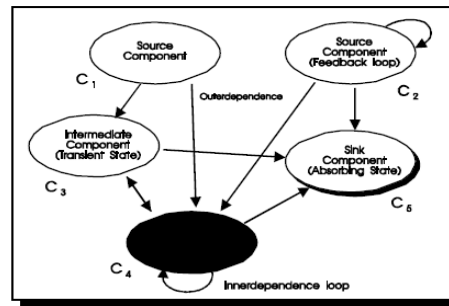 Source
Component
C1
Source
Component
(Feedback loop)
C2
Outerdependence
Intermediate
Component
(Transient State)
C3
Sink
Component
(Absorbing State)
C5
C4
Innerdependence loop